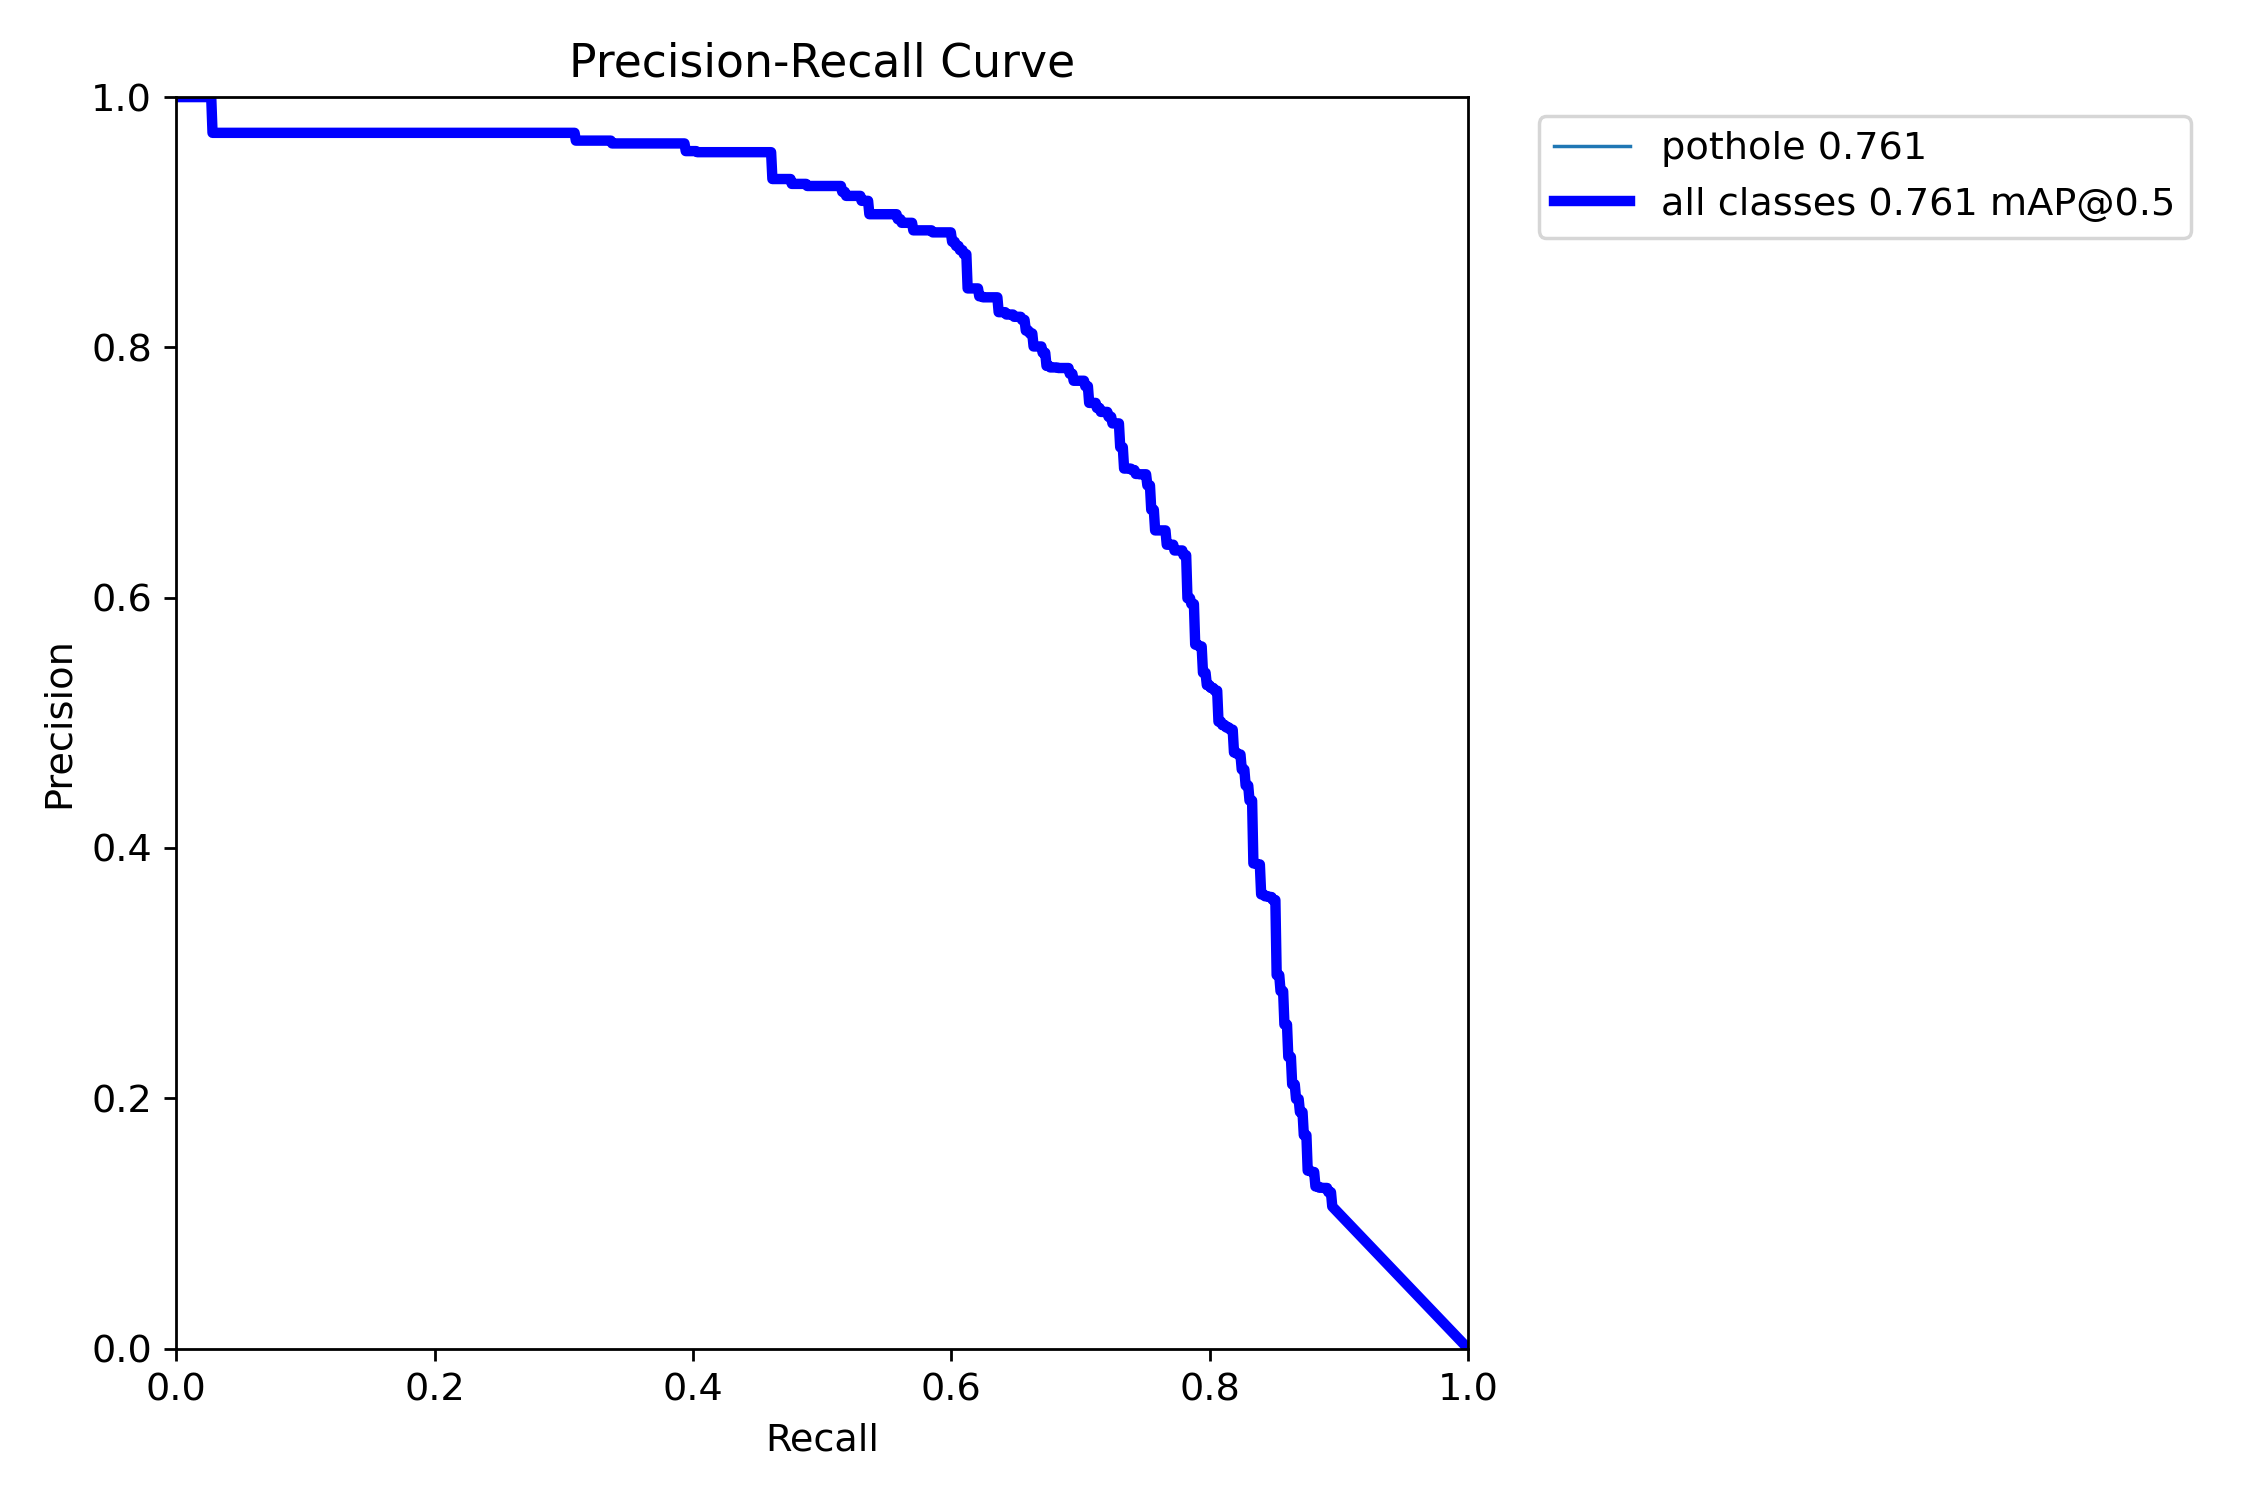 Precision-Recall Curve
1.0
0.8
0.6
0.4
0.2
0.0
Precision
0.0 0.2 0.4 0.6 0.8 1.0
Recall
pothole 0.761
all classes 0.761 mAP@0.5